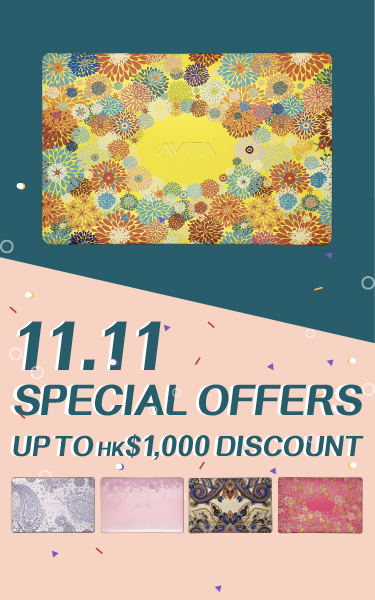 AVITA
11.11
SPECIAL OFFERS
UP TO HK$1,000 DISCOUNT